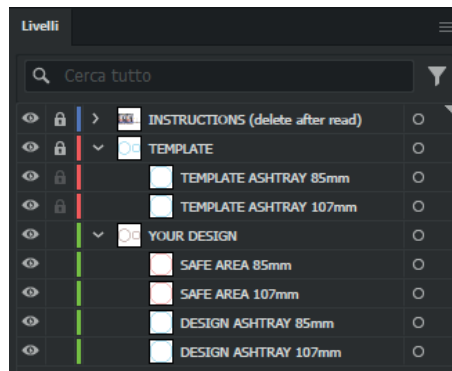 Livelli
Cerca tutto
INSTRUCTIONS (delete after read)
TEMPLATE
TEMPLATE ASHTRAY 85mm
TEMPLATE ASHTRAY 107mm
YOUR DESIGN
SAFE AREA 85mm
SAFE AREA 107mm
DESIGN ASHTRAY 85mm
DESIGN ASHTRAY 107mm